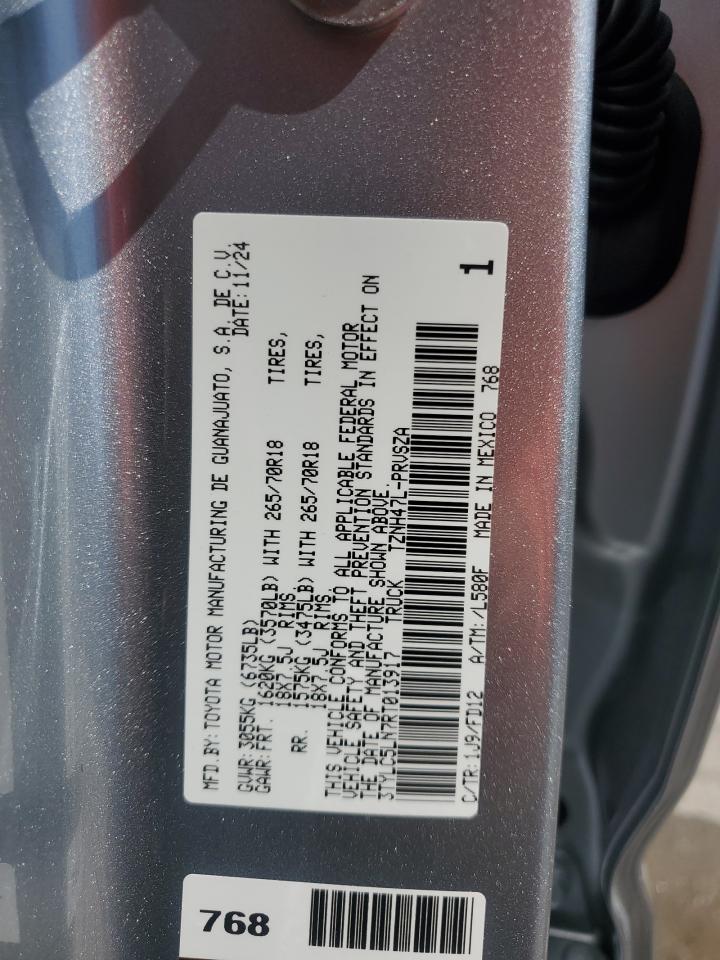 MFD.BY:TOYOTA MOTOR MANUFACTURING DE GUANAJUATO, S.A. DE C.V.
DATE:11/24
GVWR:3055KG (6735LB)
GAWR:FRT. 1620KG (3570LB) WITH 265/70R18 TIRES,
18X7.5J RIMS.
RR. 1575KG (3475LB) WITH 265/70R18 TIRES,
18X7.5J RIMS.
THIS VEHICLE CONFORMS TO ALL APPLICABLE FEDERAL MOTOR
VEHICLE SAFETY AND THEFT PREVENTION STANDARDS IN EFFECT ON
THE DATE OF MANUFACTURE SHOWN ABOVE.
3TYLC5LN7RT013917 TRUCK TZNH47L-PRVSZA
C/TR:1J9/FD12 A/TM:/L580F MADE IN MEXICO 768
1
768